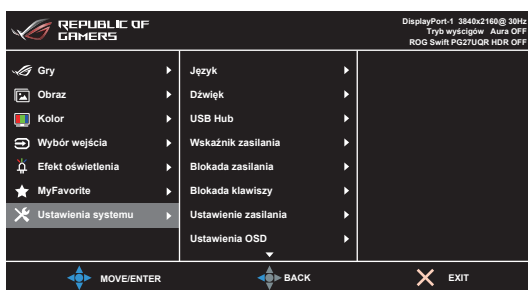 REPUBLIC OF
GAMERS
DisplayPort-1 3840x2160@ 30Hz
Tryb wyścigów Aura OFF
ROG Swift PG27UQR HDR OFF
Gry
Obraz
Kolor
Wybór wejścia
Efekt oświetlenia
MyFavorite
Ustawienia systemu
Język
Dźwięk
USB Hub
Wskaźnik zasilania
Blokada zasilania
Blokada klawiszy
Ustawienie zasilania
Ustawienia OSD
MOVE/ENTER
BACK
EXIT